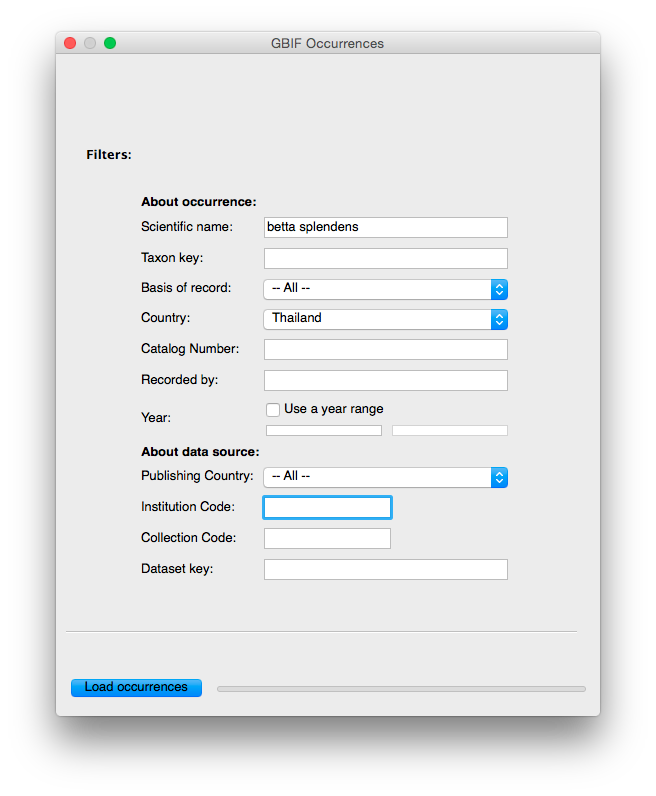 GBIF Occurrences
Filters:
About occurrence:
Scientific name: betta splendens
Taxon key:
Basis of record: -- All --
Country: Thailand
Catalog Number:
Recorded by:
Year: Use a year range
About data source:
Publishing Country: -- All --
Institution Code:
Collection Code:
Dataset key:
Load occurrences